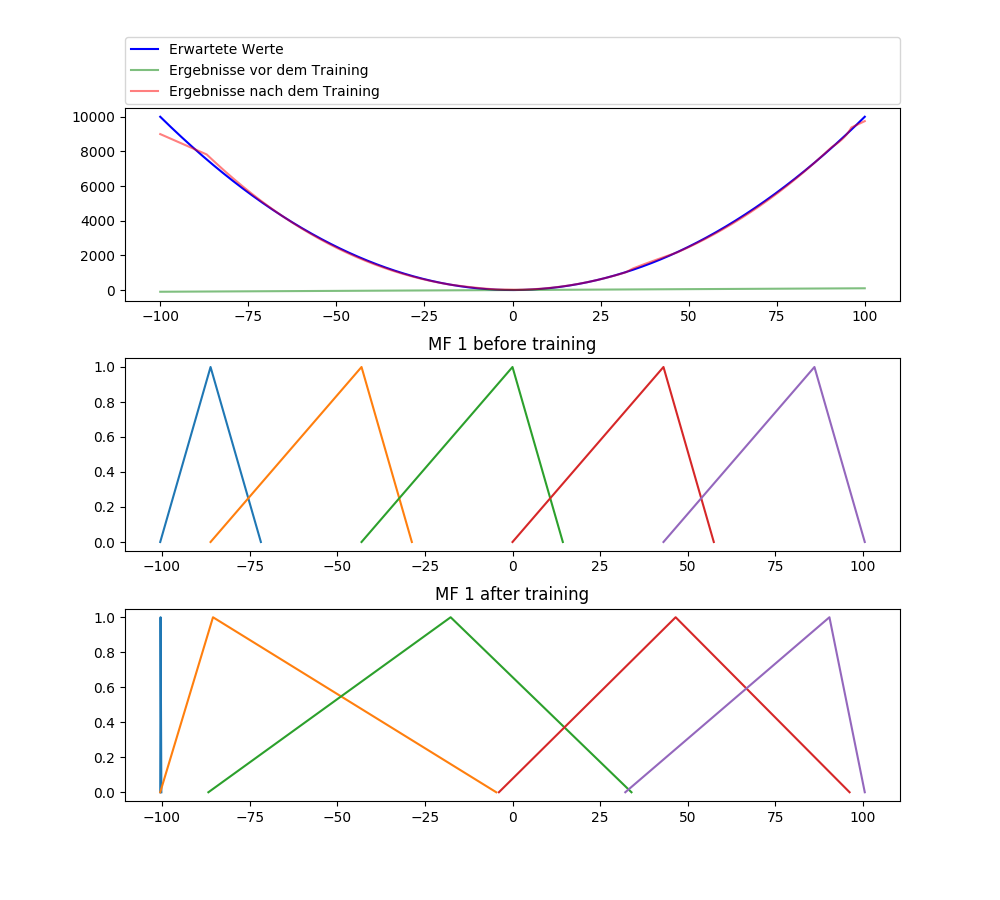 Erwartete Werte
Ergebnisse vor dem Training
Ergebnisse nach dem Training
10000
8000
6000
4000
2000
0
−100 −75 −50 −25 0 25 50 75 100
MF 1 before training
1.0
0.8
0.6
0.4
0.2
0.0
−100 −75 −50 −25 0 25 50 75 100
MF 1 after training
1.0
0.8
0.6
0.4
0.2
0.0
−100 −75 −50 −25 0 25 50 75 100